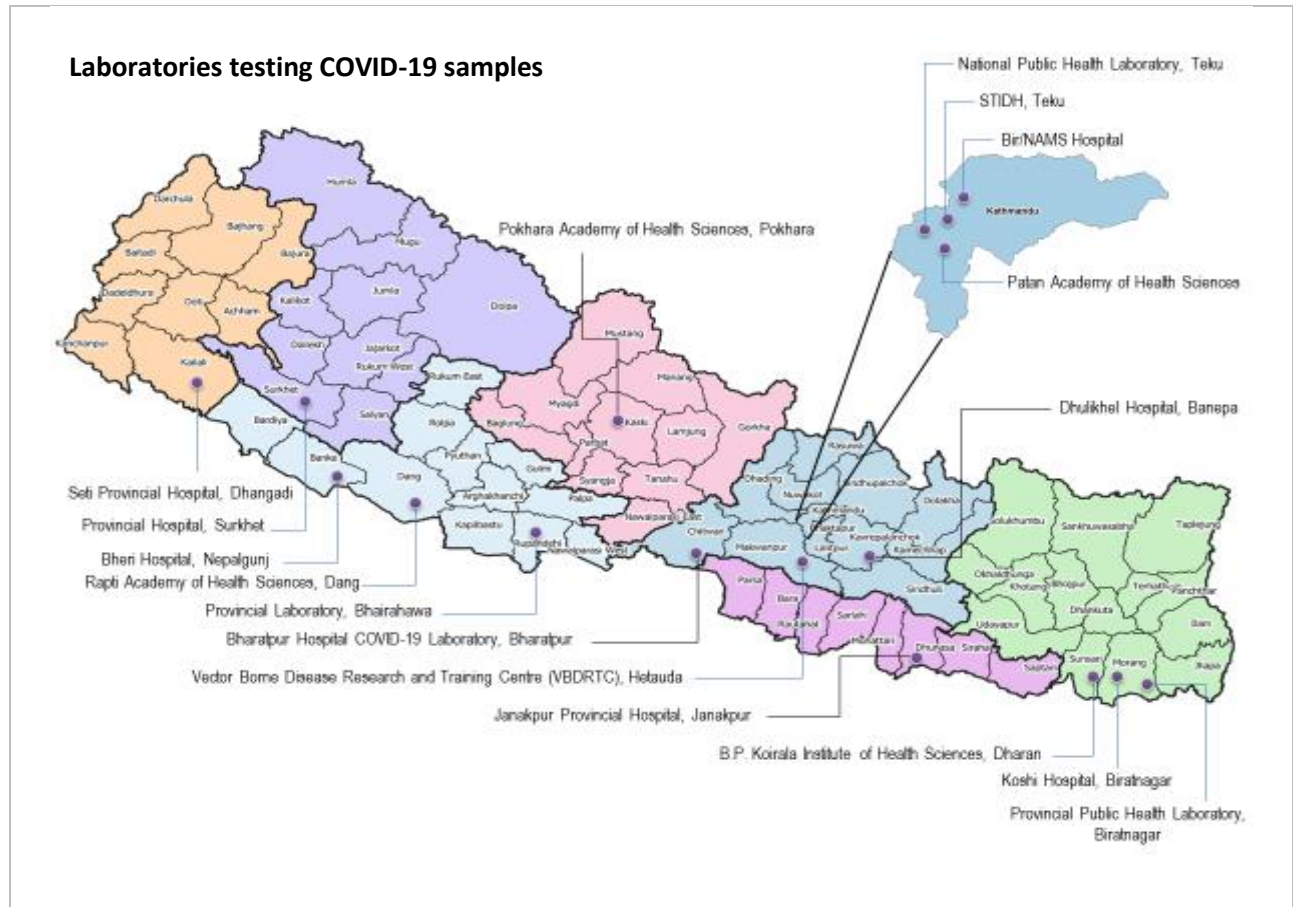 Laboratories testing COVID-19 samples
National Public Health Laboratory, Teku
STIDH, Teku
Bir/NAMS Hospital
Kathmandu
Patan Academy of Health Sciences
Pokhara Academy of Health Sciences, Pokhara
Humla
Darchula
Bajhang
Mugu
Baitadi
Bajura
Jumla
Dadeldhura
Doti
Achham
Kalikot
Dolpa
Kanchanpur
Dailekh
Jajarkot
Mustang
Kailali
Rukum West
Rukum East
Manang
Surkhet
Salyan
Myagdi
Bardiya
Rolpa
Baglung
Kaski
Lamjung
Gorkha
Dhulikhel Hospital, Banepa
Parbat
Rasuwa
Banke
Pyuthan
Gulmi
Dang
Syangja
Tanahu
Dhading
Nuwakot
Sindhupalchok
Dolakha
Seti Provincial Hospital, Dhangadi
Arghakhanchi
Palpa
Kathmandu
Solukhumbu
Sankhuwasabha
Taplejung
Provincial Hospital, Surkhet
Kapilbastu
Rupandehi
Nawalparasi East
Nawalparasi West
Chitwan
Makwanpur
Bhaktapur
Lalitpur
Kavrepalanchok
Ramechhap
Bheri Hospital, Nepalgunj
Rapti Academy of Health Sciences, Dang
Parsa
Sindhuli
Okhaldhunga
Khotang
Bhojpur
Terhathum
Panchthar
Provincial Laboratory, Bhairahawa
Bara
Rautahat
Sarlahi
Udayapur
Dhankuta
Ilam
Bharatpur Hospital COVID-19 Laboratory, Bharatpur
Mahottari
Dhanusa
Siraha
Saptari
Sunsari
Morang
Jhapa
Vector Borne Disease Research and Training Centre (VBDRTC), Hetauda
Janakpur Provincial Hospital, Janakpur
B.P. Koirala Institute of Health Sciences, Dharan
Koshi Hospital, Biratnagar
Provincial Public Health Laboratory,
Biratnagar